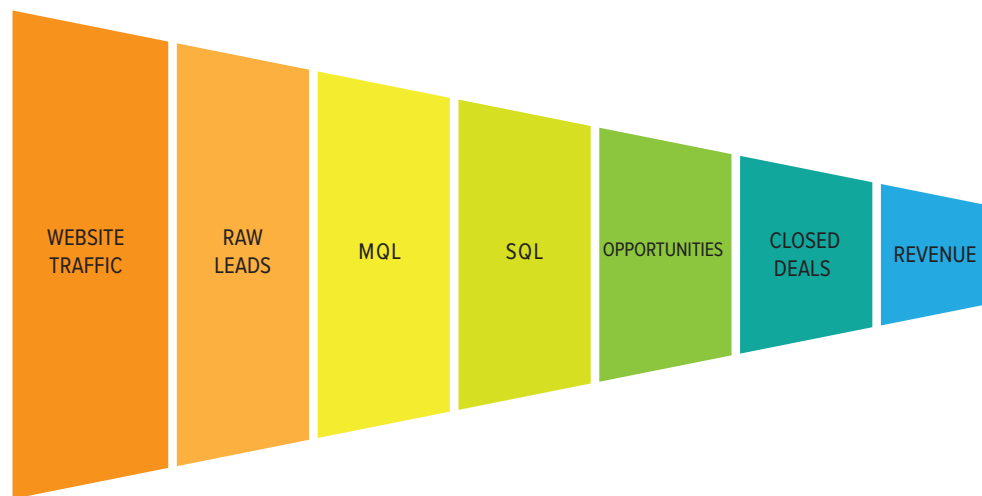 WEBSITE
TRAFFIC
RAW
LEADS
MQL
SQL
OPPORTUNITIES
CLOSED
DEALS
REVENUE